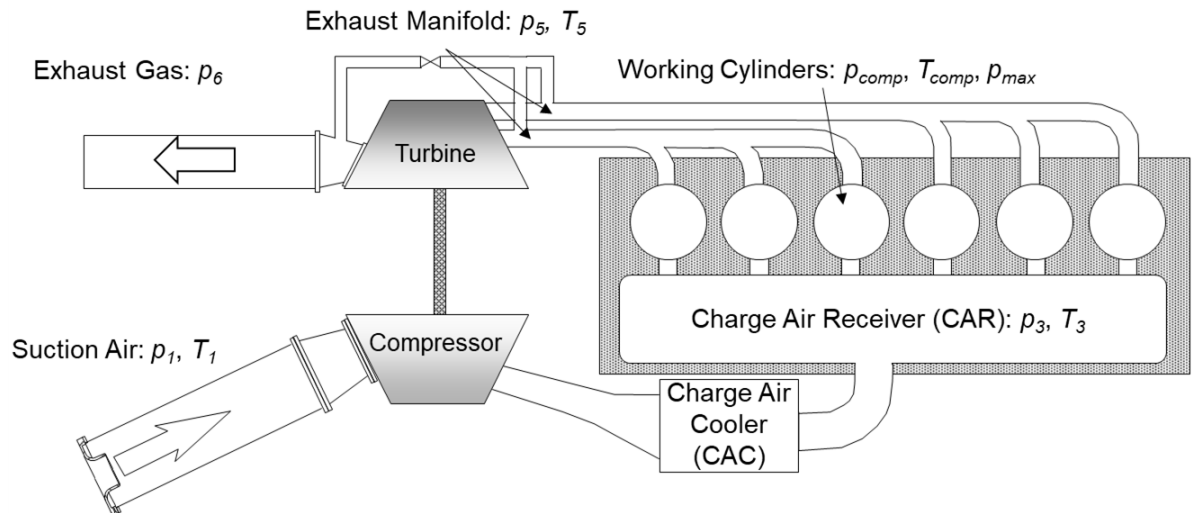 Exhaust Manifold: p5, T5
Exhaust Gas: p6
Working Cylinders: pcomp, Tcomp, pmax
Turbine
Charge Air Receiver (CAR): p3, T3
Compressor
Suction Air: p1, T1
Charge Air
Cooler
(CAC)